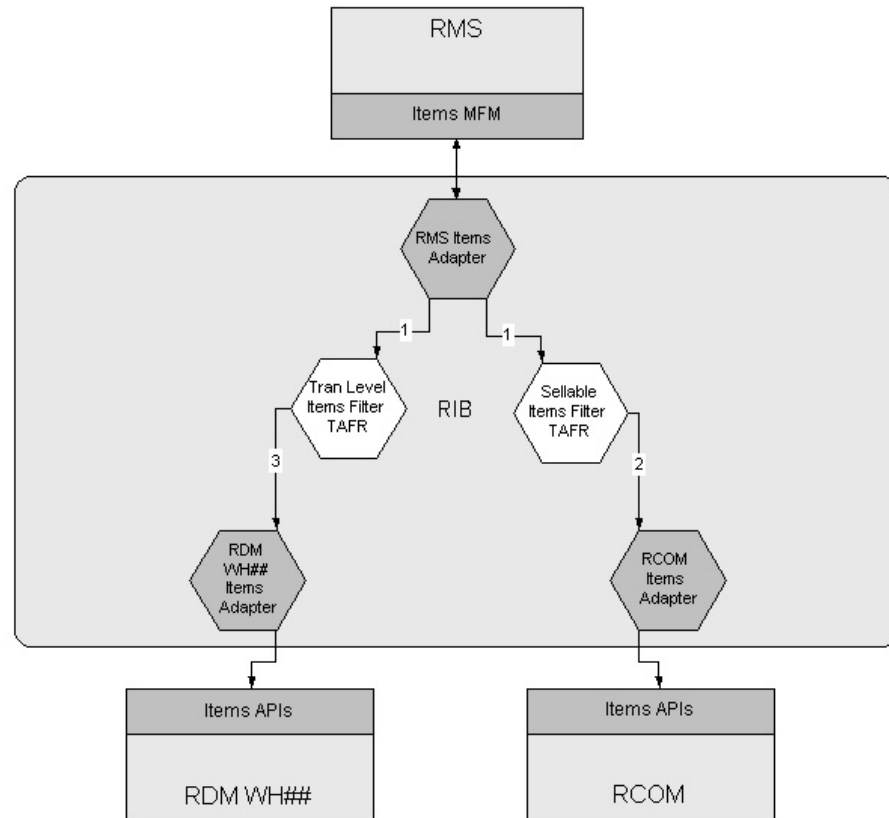 RMS
Items MFM
RMS Items
Adapter
1
1
Tran Level
Items Filter
TAFR
RIB
Sellable
Items Filter
TAFR
3
2
RDM
WH##
Items
Adapter
RCOM
Items
Adapter
Items APIs
Items APIs
RDM WH##
RCOM